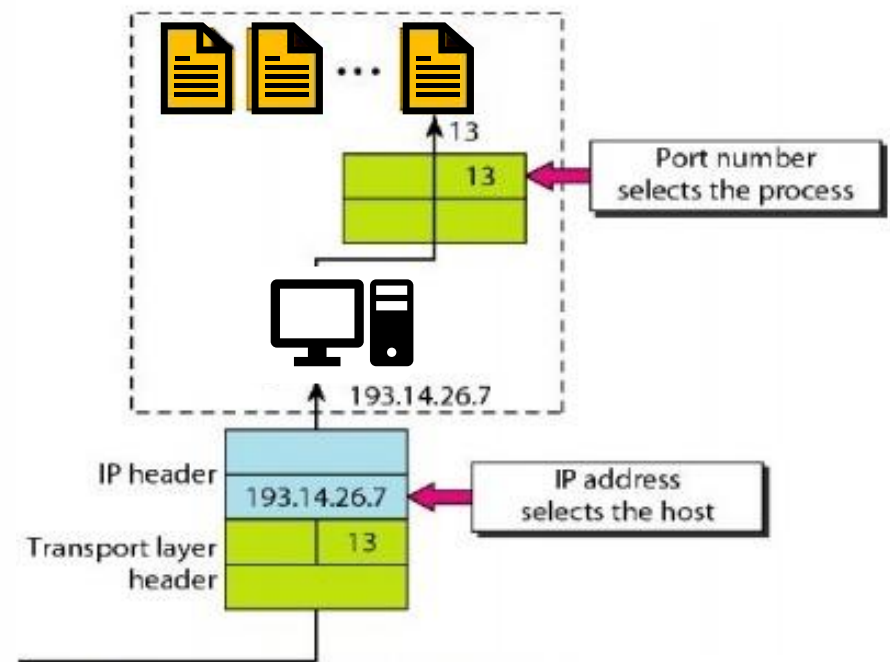 13
13
Port number
selects the process
193.14.26.7
IP header
193.14.26.7
IP address
selects the host
Transport layer
header
13